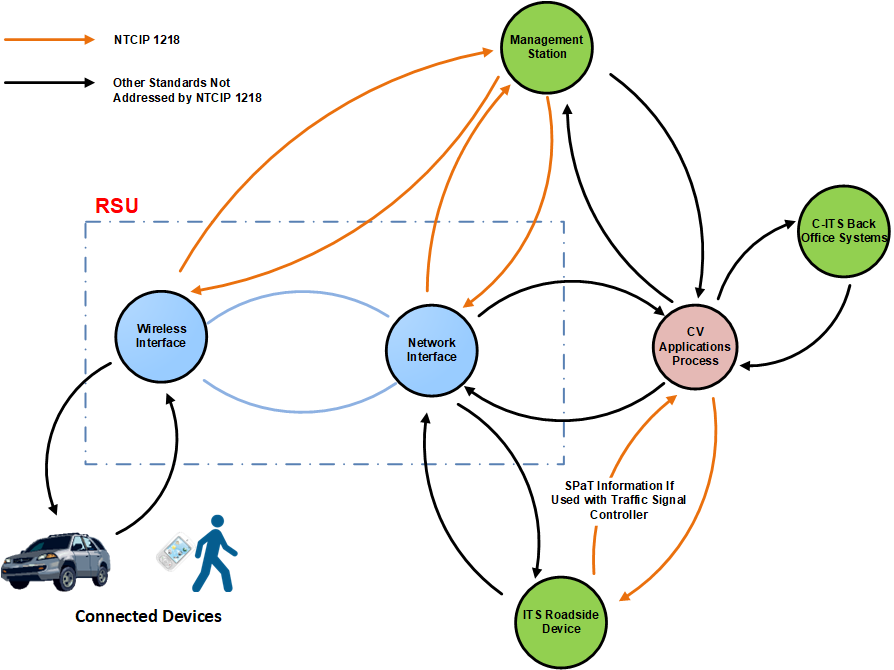 NTCIP 1218
Other Standards Not
Addressed by NTCIP 1218
Management
Station
RSU
C-ITS Back
Office Systems
Wireless
Interface
Network
Interface
CV
Applications
Process
SPaT Information If
Used with Traffic Signal
Controller
Connected Devices
ITS Roadside
Device